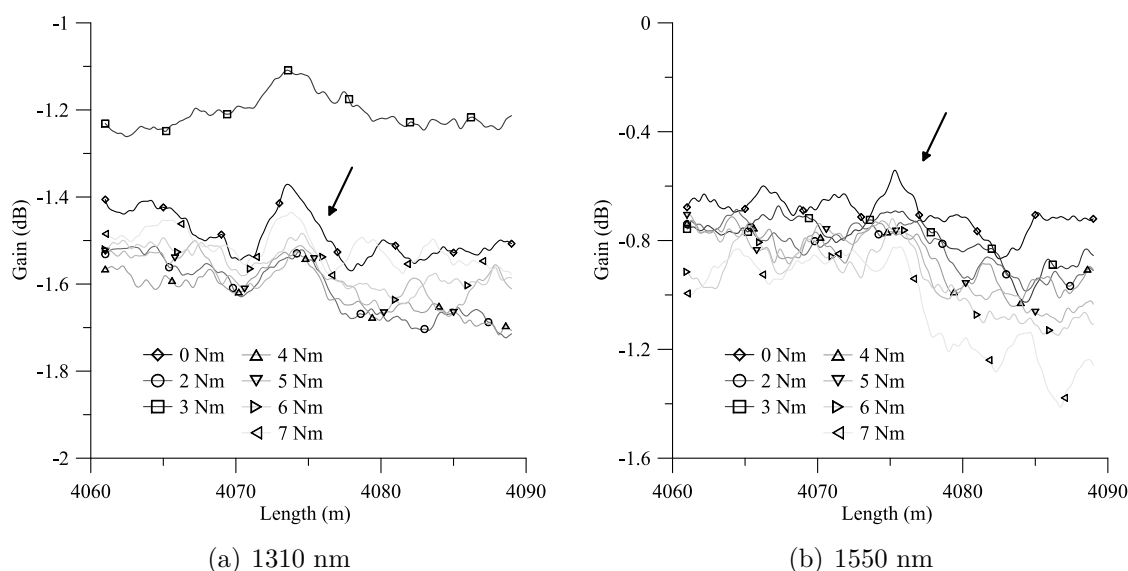 -1
-1.2
-1.4
-1.6
-1.8
-2
Gain (dB)
0 Nm
2 Nm
3 Nm
4 Nm
5 Nm
6 Nm
7 Nm
4060 4070 4080 4090
Length (m)
(a) 1310 nm
0
-0.4
-0.8
-1.2
-1.6
Gain (dB)
0 Nm
2 Nm
3 Nm
4 Nm
5 Nm
6 Nm
7 Nm
4060 4070 4080 4090
Length (m)
(b) 1550 nm